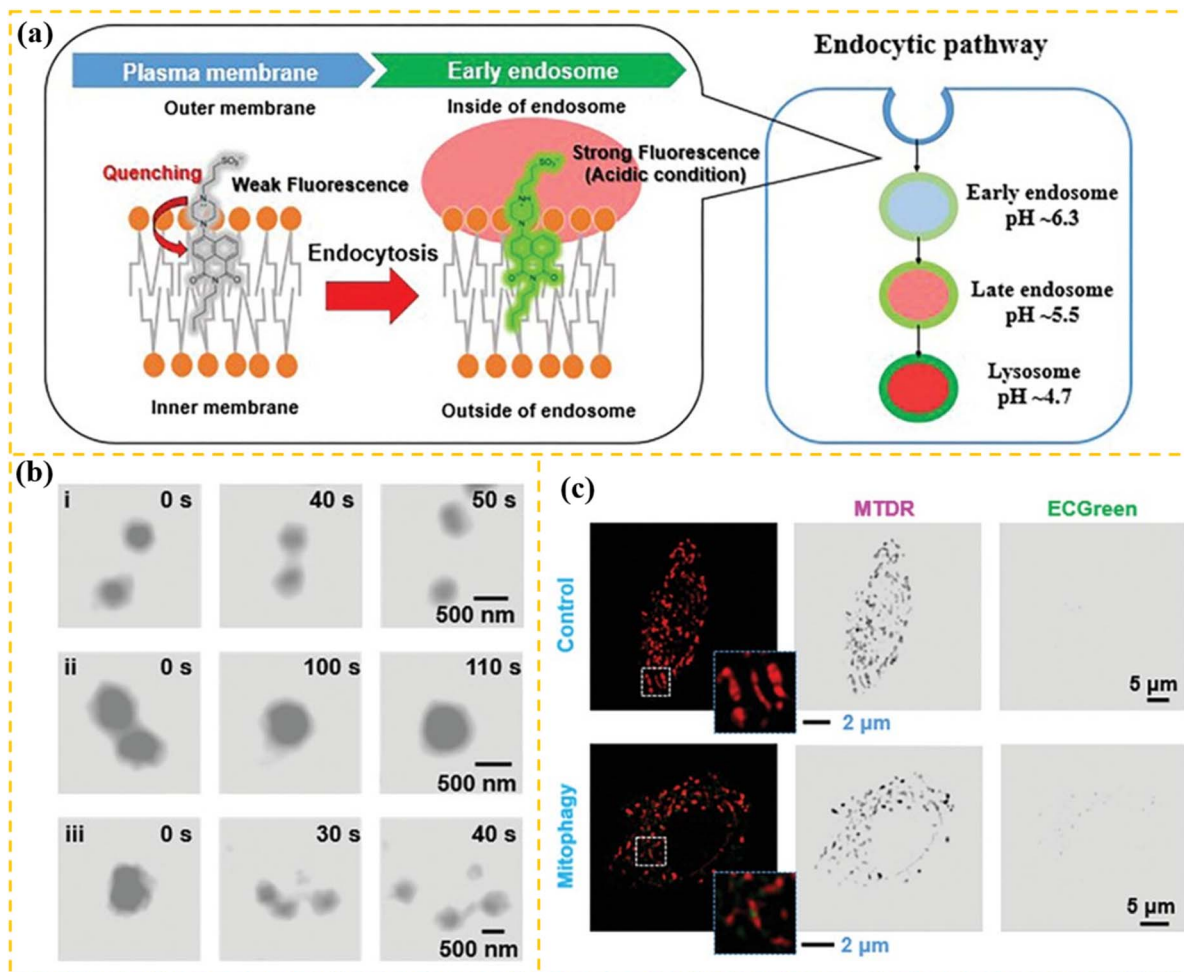 (a)
Plasma membrane
Early endosome
Outer membrane
Inside of endosome
SO₃⁻
SO₃⁻
Quenching
Weak Fluorescence
Strong Fluorescence
(Acidic condition)
N
NH
N
N
Endocytosis
O
N
O
O
N
O
Inner membrane
Outside of endosome
Endocytic pathway
Early endosome
pH ~6.3
Late endosome
pH ~5.5
Lysosome
pH ~4.7
(b)
i
0 s
40 s
50 s
500 nm
ii
0 s
100 s
110 s
500 nm
iii
0 s
30 s
40 s
500 nm
(c)
MTDR
ECGreen
Control
2 µm
5 µm
Mitophagy
2 µm
5 µm